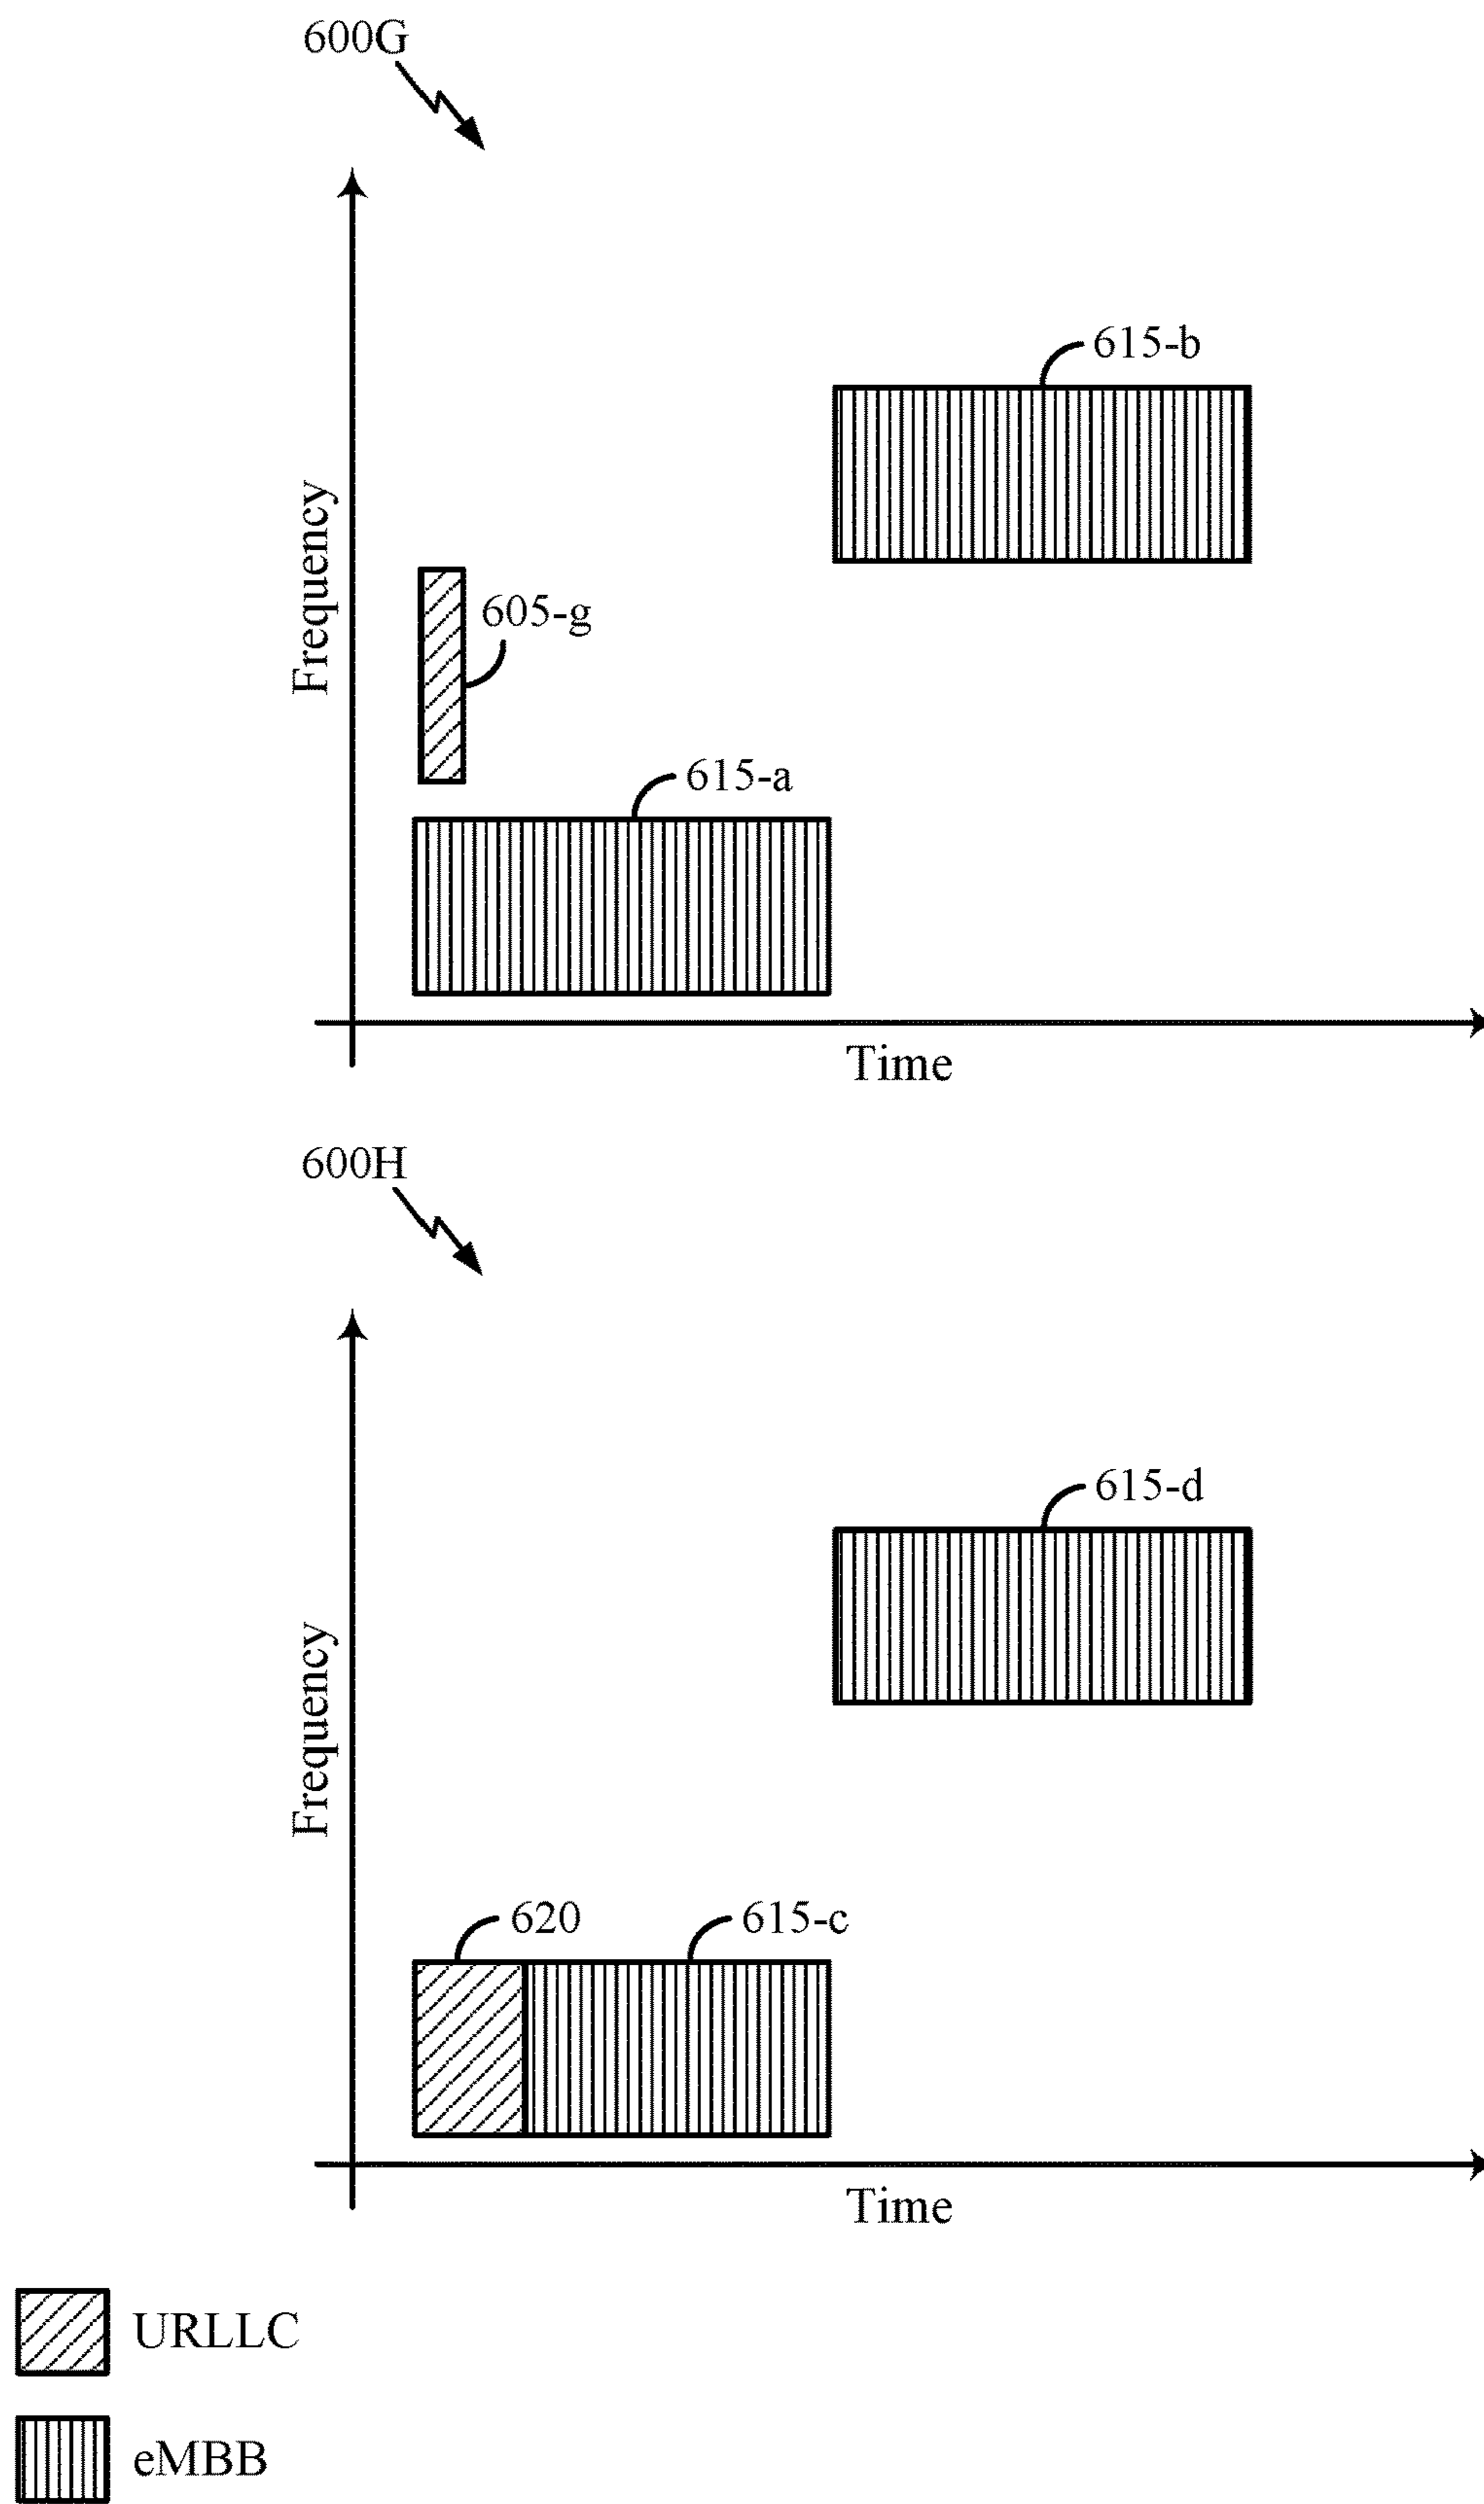 600G
615-b
Frequency
605-g
615-a
Time
600H
615-d
Frequency
620
615-c
Time
URLLC
eMBB